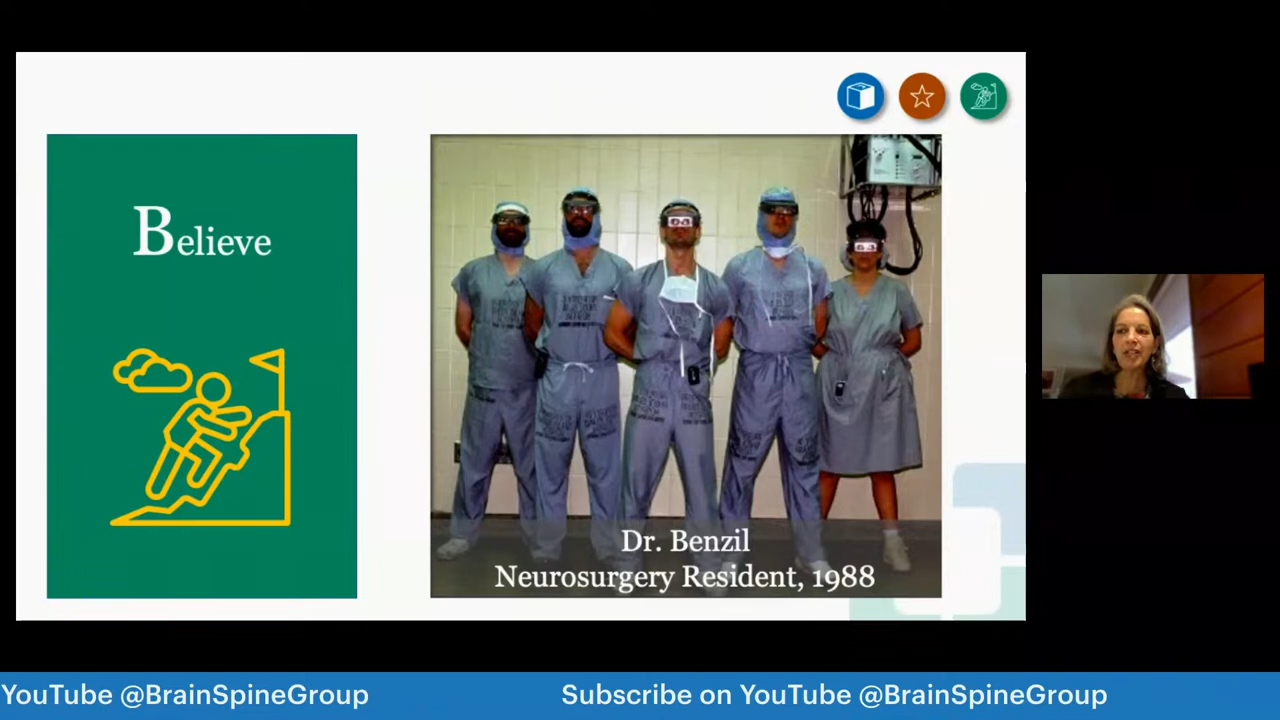 Believe
Dr. Benzil
Neurosurgery Resident, 1988
YouTube @BrainSpineGroup
Subscribe on YouTube @BrainSpineGroup